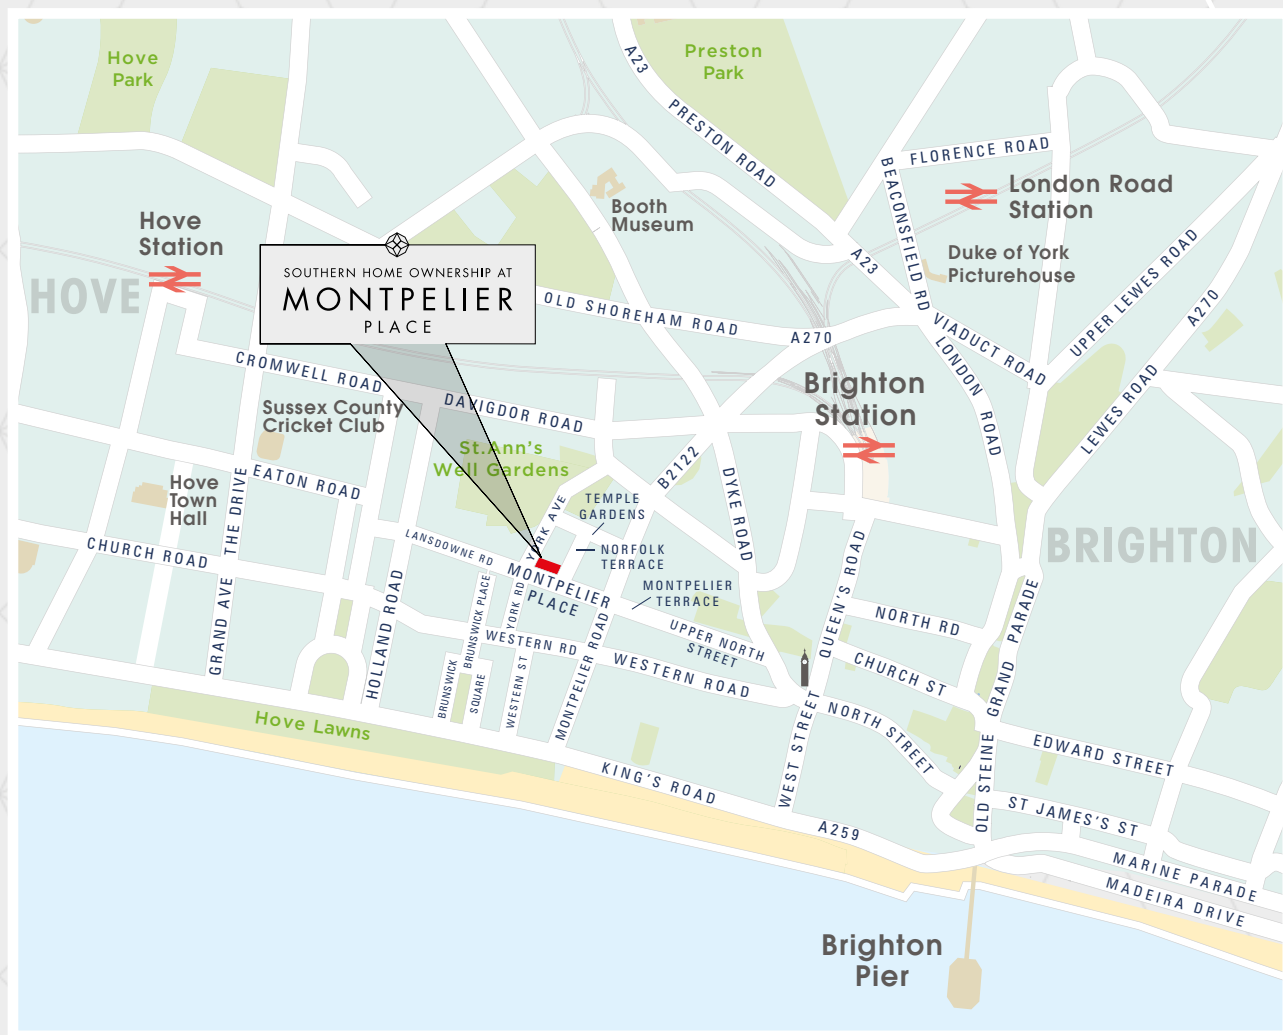 Hove
Park
Preston
Park
A23
PRESTON ROAD
FLORENCE ROAD
BEACONSFIELD RD
London Road
Station
Booth
Museum
Hove
Station
Duke of York
Picturehouse
A23
HOVE
SOUTHERN HOME OWNERSHIP AT
MONTPELIER
PLACE
OLD SHOREHAM ROAD
A270
VIADUCT ROAD
UPPER LEWES ROAD
A270
LONDON ROAD
CROMWELL ROAD
DAVIGDOR ROAD
Brighton
Station
LEWES ROAD
Sussex County
Cricket Club
St.Ann's
Well Gardens
B2122
DYKE ROAD
EATON ROAD
Hove
Town
Hall
THE DRIVE
YORK AVE
TEMPLE
GARDENS
NORFOLK
TERRACE
BRIGHTON
CHURCH ROAD
LANSDOWNE RD
MONTPELIER
PLACE
MONTPELIER
TERRACE
GRAND AVE
HOLLAND ROAD
BRUNSWICK PLACE
YORK RD
MONTPELIER ROAD
UPPER NORTH
STREET
QUEEN'S ROAD
NORTH RD
GRAND PARADE
WESTERN RD
WESTERN ROAD
CHURCH ST
BRUNSWICK
SQUARE
WESTERN ST
WEST STREET
NORTH STREET
Hove Lawns
KING'S ROAD
A259
OLD STEINE
EDWARD STREET
ST JAMES'S ST
MARINE PARADE
MADEIRA DRIVE
Brighton
Pier